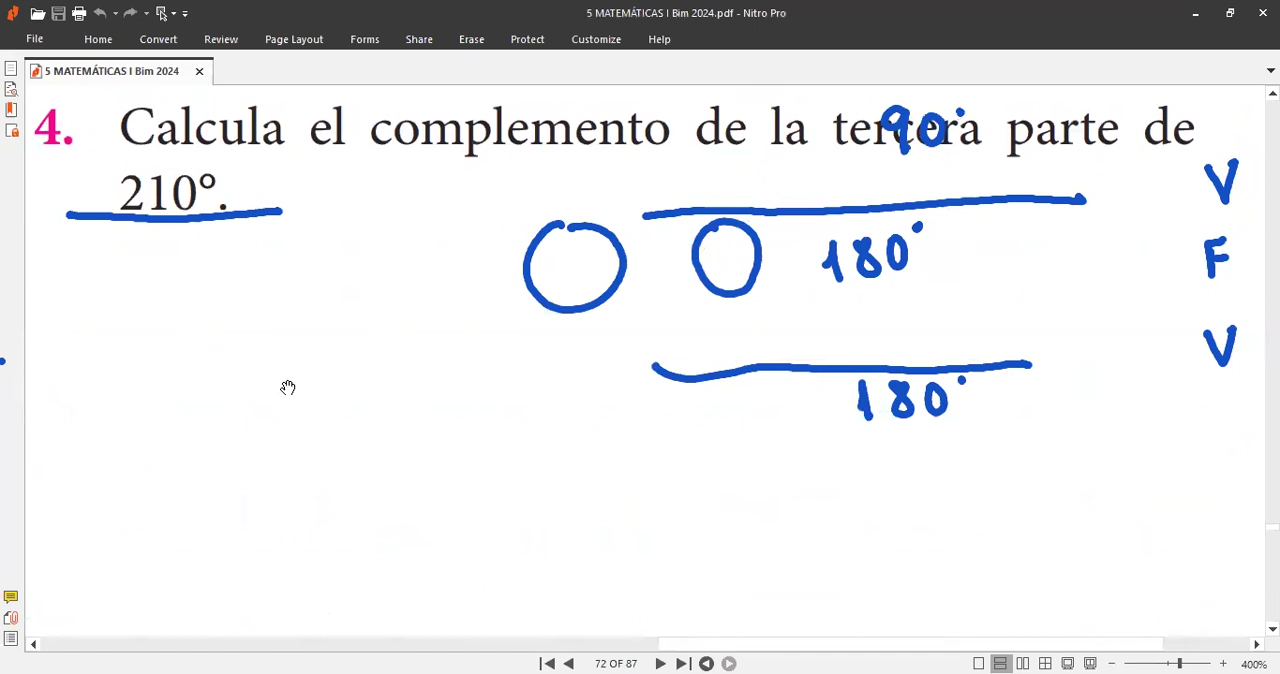 5 MATEMÁTICAS I Bim 2024.pdf - Nitro Pro
File Home Convert Review Page Layout Forms Share Erase Protect Customize Help
5 MATEMÁTICAS I Bim 2024
90°
4. Calcula el complemento de la tercera parte de
210°.
V
180°
F
V
180°
72 OF 87
400%